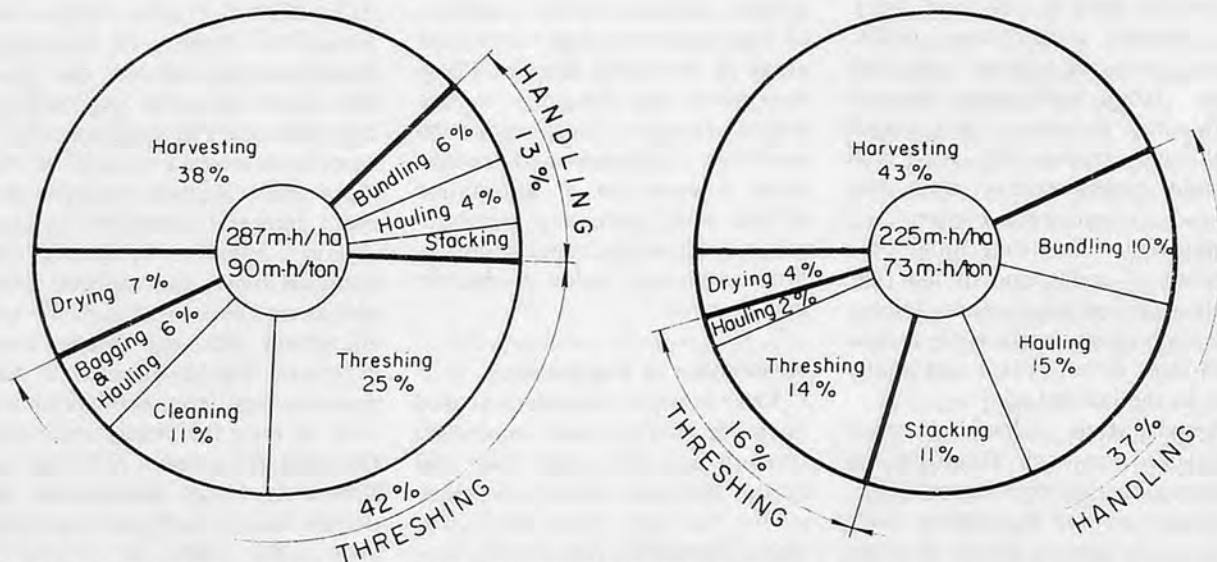 HANDLING
13%
Harvesting
38%
Bundling 6%
Hauling 4%
Stacking
287m·h/ha
90m·h/ton
Drying 7%
Bagging 6%
&
Hauling
Cleaning
11%
Threshing
25%
42%
THRESHING
Harvesting
43%
Bundling 10%
225m·h/ha
73m·h/ton
Drying 4%
Hauling 2%
Threshing
14%
Hauling
15%
Stacking
11%
16%
THRESHING
37%
HANDLING